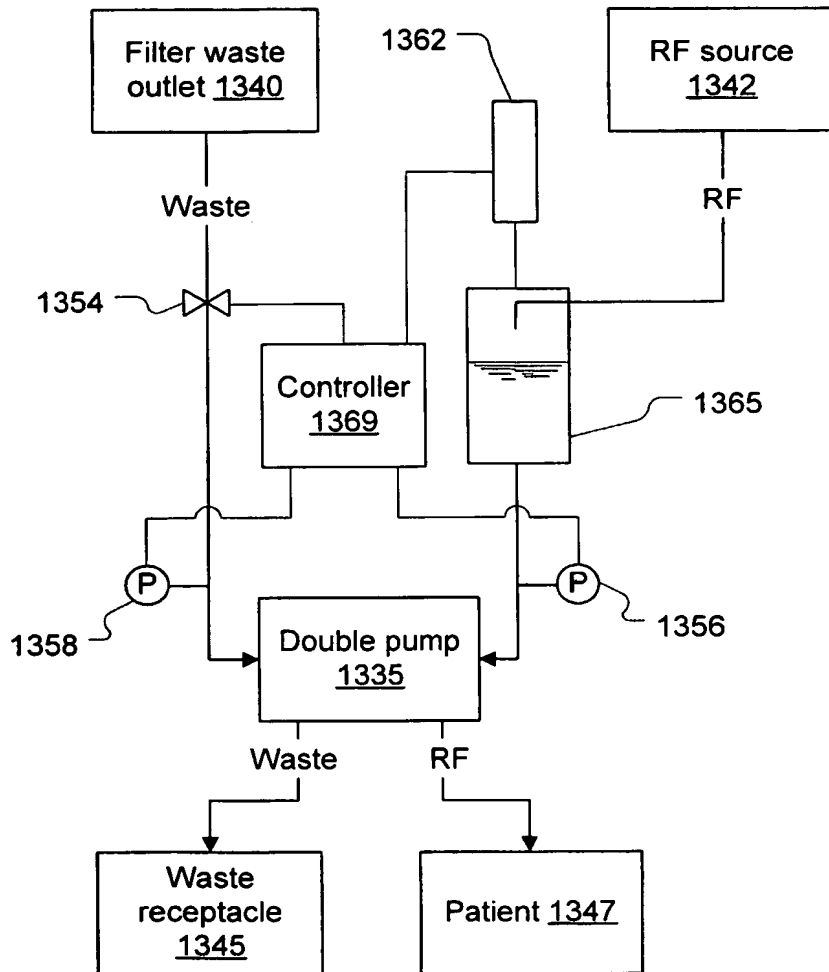 Filter waste
outlet 1340
1362
RF source
1342
Waste
RF
1354
Controller
1369
1365
P
P
1358
1356
Double pump
1335
Waste
RF
Waste
receptacle
1345
Patient 1347